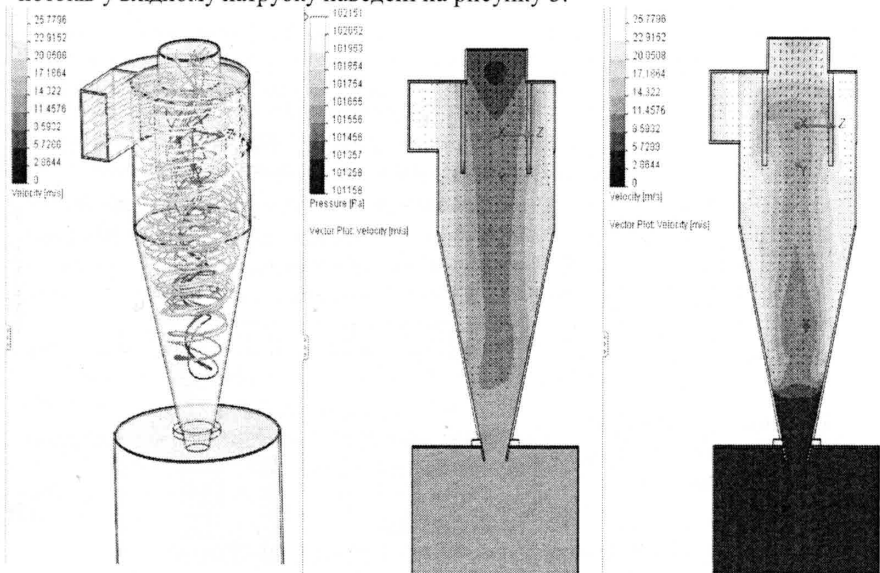 потоків у вхідному патрубку наведені на рисунку
25.7796
22.9152
20.0508
17.1864
14.322
11.4576
8.5932
5.7288
2.8644
0
Velocity [m/s]
Z
102151
102052
101953
101854
101754
101655
101556
101456
101357
101258
101158
Pressure [Pa]
Vector Plot: Velocity [m/s]
X
Z
Y
25.7796
22.9152
20.0508
17.1864
14.322
11.4576
8.5932
5.7288
2.8644
0
Velocity [m/s]
Vector Plot: Velocity [m/s]
X
Z
Y